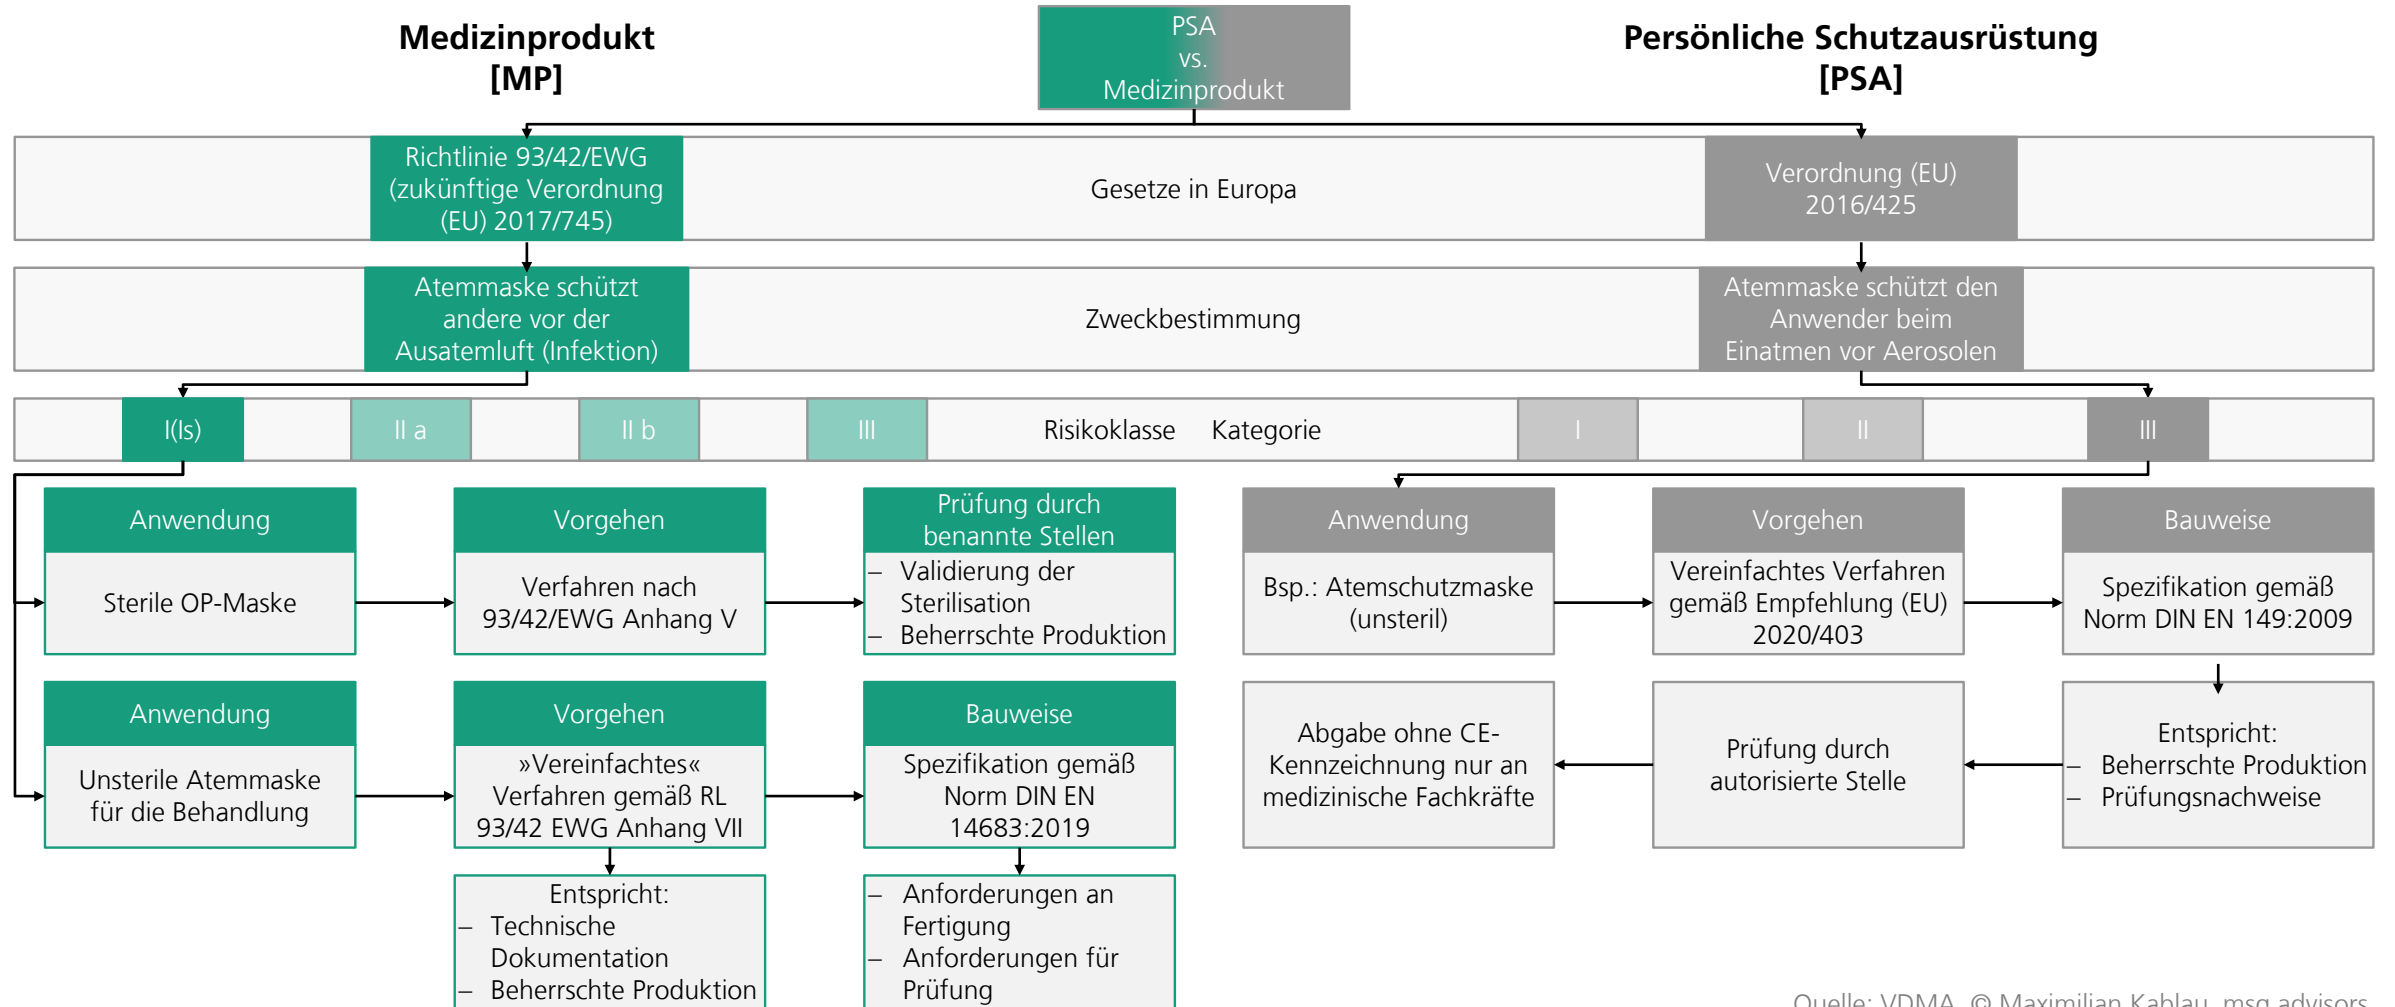 Medizinprodukt
[MP]
PSA
vs.
Medizinprodukt
Persönliche Schutzausrüstung
[PSA]
Richtlinie 93/42/EWG
(zukünftige Verordnung
(EU) 2017/745)
Gesetze in Europa
Verordnung (EU)
2016/425
Atemmaske schützt
andere vor der
Ausatemluft (Infektion)
Zweckbestimmung
Atemmaske schützt den
Anwender beim
Einatmen vor Aerosolen
I(Is)
II a
II b
III
Risikoklasse
Kategorie
I
II
III
Anwendung
Sterile OP-Maske
Vorgehen
Verfahren nach
93/42/EWG Anhang V
Prüfung durch
benannte Stellen
– Validierung der
Sterilisation
– Beherrschte Produktion
Anwendung
Bsp.: Atemschutzmaske
(unsteril)
Vorgehen
Vereinfachtes Verfahren
gemäß Empfehlung (EU)
2020/403
Bauweise
Spezifikation gemäß
Norm DIN EN 149:2009
Anwendung
Unsterile Atemmaske
für die Behandlung
Vorgehen
»Vereinfachtes«
Verfahren gemäß RL
93/42 EWG Anhang VII
Bauweise
Spezifikation gemäß
Norm DIN EN
14683:2019
Abgabe ohne CE-
Kennzeichnung nur an
medizinische Fachkräfte
Prüfung durch
autorisierte Stelle
Entspricht:
– Beherrschte Produktion
– Prüfungsnachweise
Entspricht:
– Technische
Dokumentation
– Beherrschte Produktion
– Anforderungen an
Fertigung
– Anforderungen für
Prüfung
Quelle: VDMA, © Maximilian Kablau, msg advisors